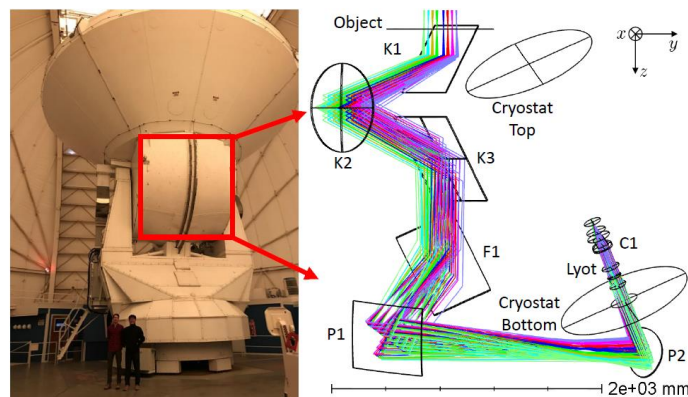 Object
K1
x
y
z
Cryostat
Top
K2
K3
C1
F1
Lyot
Cryostat
Bottom
P1
P2
2e+03 mm